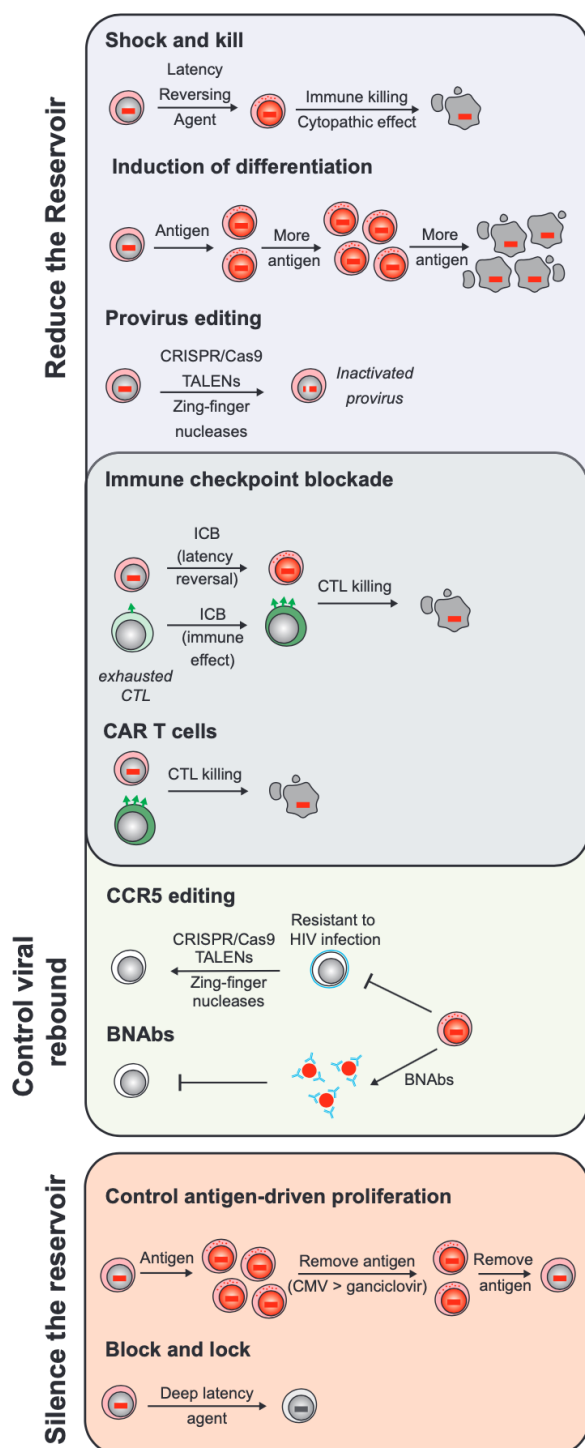 Reduce the Reservoir
Shock and kill
Latency
Reversing
Agent
Immune killing
Cytopathic effect
Induction of differentiation
Antigen
More
antigen
More
antigen
Provirus editing
CRISPR/Cas9
TALENs
Zing-finger
nucleases
Inactivated
provirus
Immune checkpoint blockade
ICB
(latency
reversal)
CTL killing
ICB
(immune
effect)
exhausted
CTL
CAR T cells
CTL killing
Control viral
rebound
CCR5 editing
CRISPR/Cas9
TALENs
Zing-finger
nucleases
Resistant to
HIV infection
BNAbs
BNAbs
Silence the reservoir
Control antigen-driven proliferation
Antigen
Remove antigen
(CMV > ganciclovir)
Remove
antigen
Block and lock
Deep latency
agent